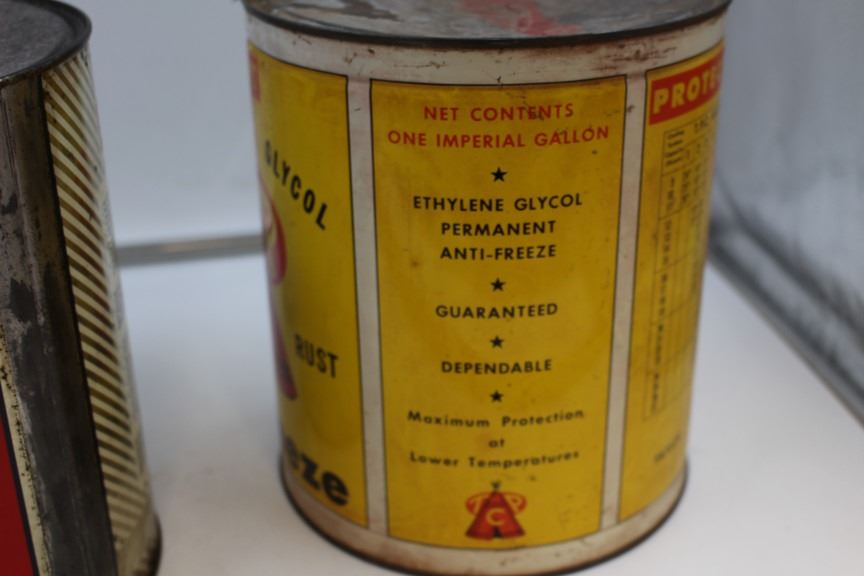 GLYCOL
RUST
eze
NET CONTENTS
ONE IMPERIAL GALLON
★
ETHYLENE GLYCOL
PERMANENT
ANTI-FREEZE
★
GUARANTEED
★
DEPENDABLE
★
Maximum Protection
at
Lower Temperatures
PROTE